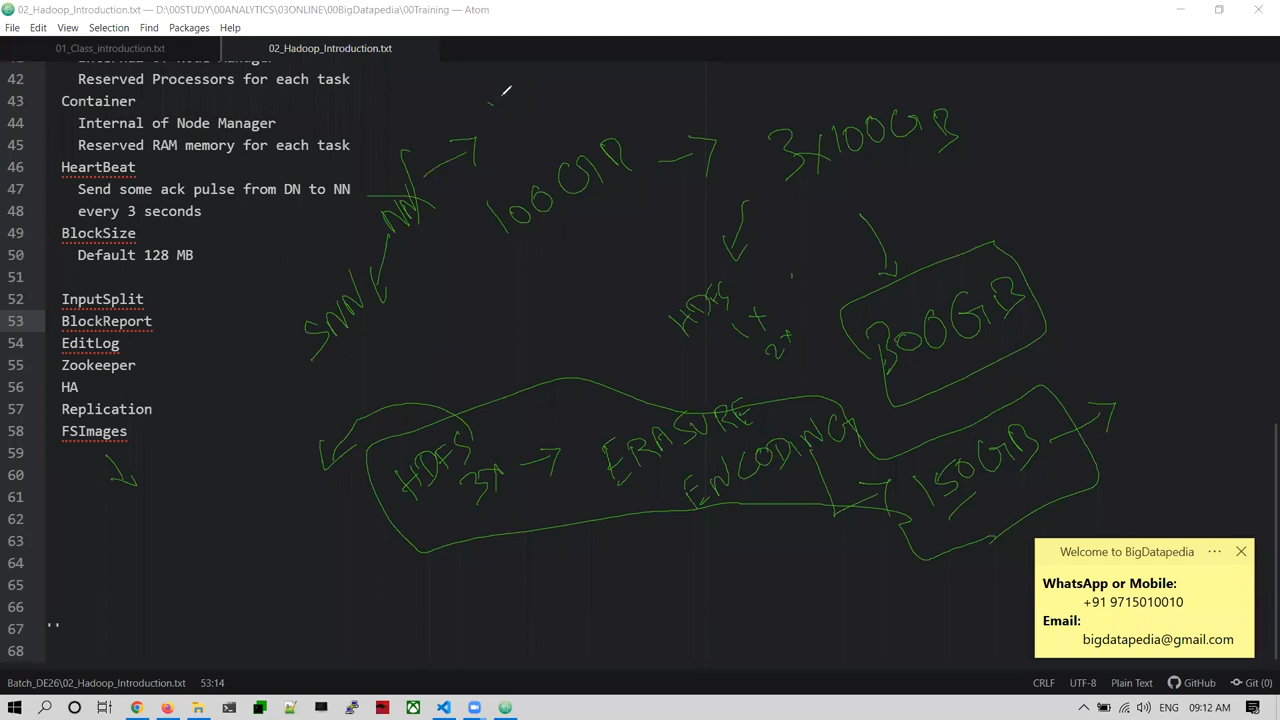 02_Hadoop_Introduction.txt — D:\00STUDY\00ANALYTICS\03ONLINE\00BigDatapedia\00Training — Atom
File Edit View Selection Find Packages Help
01_Class_introduction.txt 02_Hadoop_Introduction.txt
42 Reserved Processors for each task
43 Container
44 Internal of Node Manager
45 Reserved RAM memory for each task
46 HeartBeat
47 Send some ack pulse from DN to NN
48 every 3 seconds
49 BlockSize
50 Default 128 MB
51
52 InputSplit
53 BlockReport
54 EditLog
55 Zookeeper
56 HA
57 Replication
58 FSImages
59
60
61
62
63
64
65
66
67 ''
68
NN
SNN
100GB
3x100GB
HDFS
1x
2x
300GB
HDFS
3x
ERASURE
ENCODING
150GB
Welcome to BigDatapedia ... 
WhatsApp or Mobile:
+91 9715010010
Email:
bigdatapedia@gmail.com
Batch_DE26\02_Hadoop_Introduction.txt 53:14 CRLF UTF-8 Plain Text GitHub Git (0)
ENG 09:12 AM